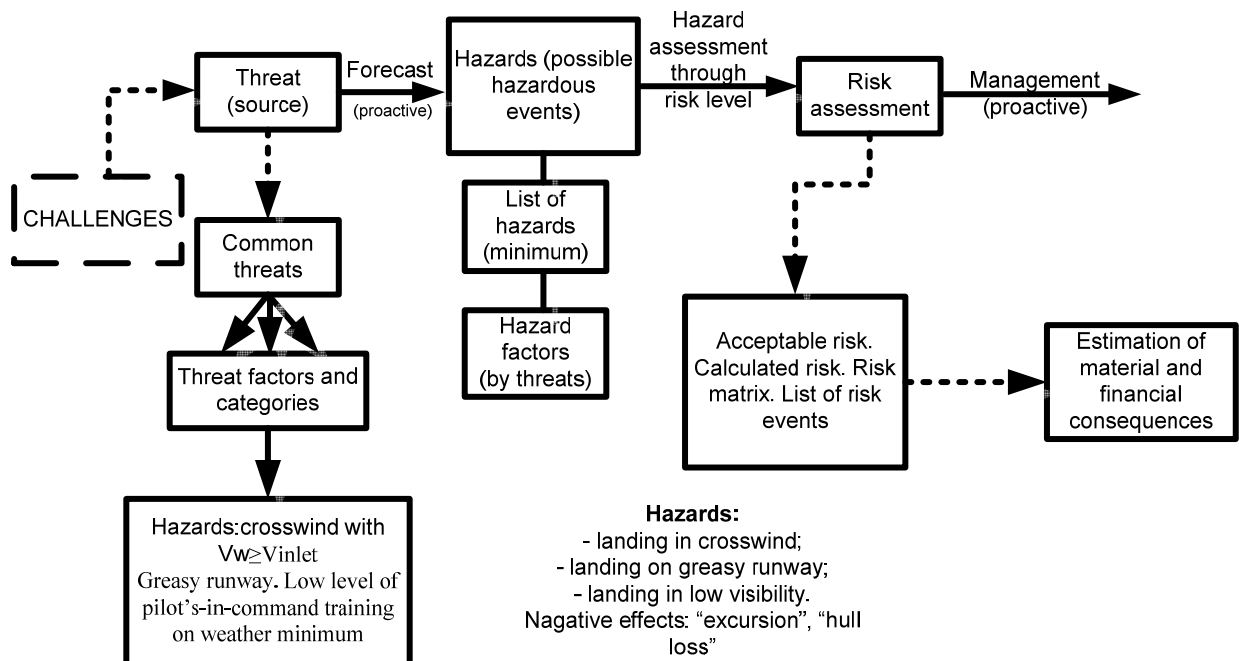 Threat
(source)
Forecast
(proactive)
Hazards (possible
hazardous
events)
Hazard
assessment
through
risk level
Risk
assessment
Management
(proactive)
CHALLENGES
Common
threats
List of
hazards
(minimum)
Threat factors and
categories
Hazard
factors
(by threats)
Acceptable risk.
Calculated risk. Risk
matrix. List of risk
events
Estimation of
material and
financial
consequences
Hazards:crosswind with
Vw≥Vinlet
Greasy runway. Low level of
pilot's-in-command training
on weather minimum
Hazards:
- landing in crosswind;
- landing on greasy runway;
- landing in low visibility.
Nagative effects: “excursion”, “hull
loss”